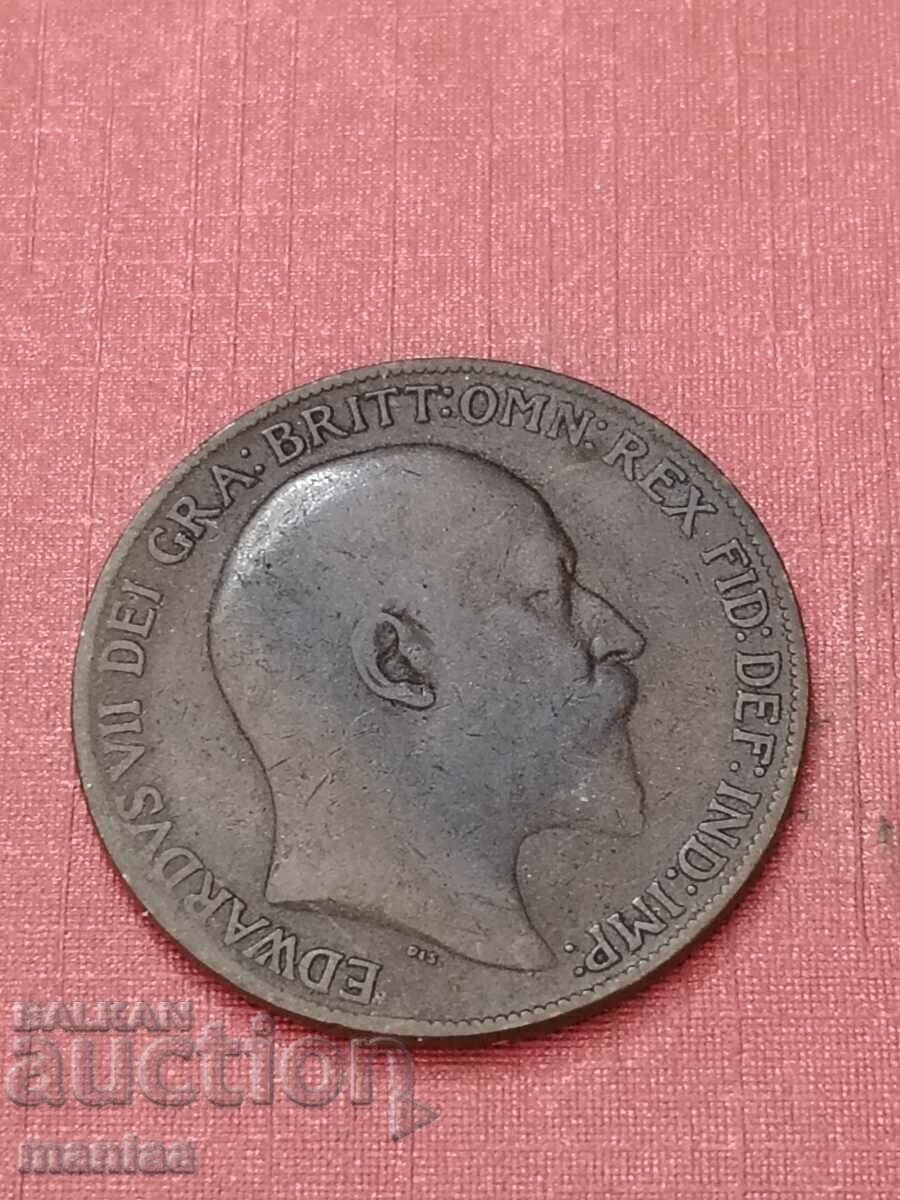 EDWARDVS VII DEI GRA: BRITT: OMN: REX FID: DEF: IND: IMP:
DES.
BALKAN
auction
maniaa